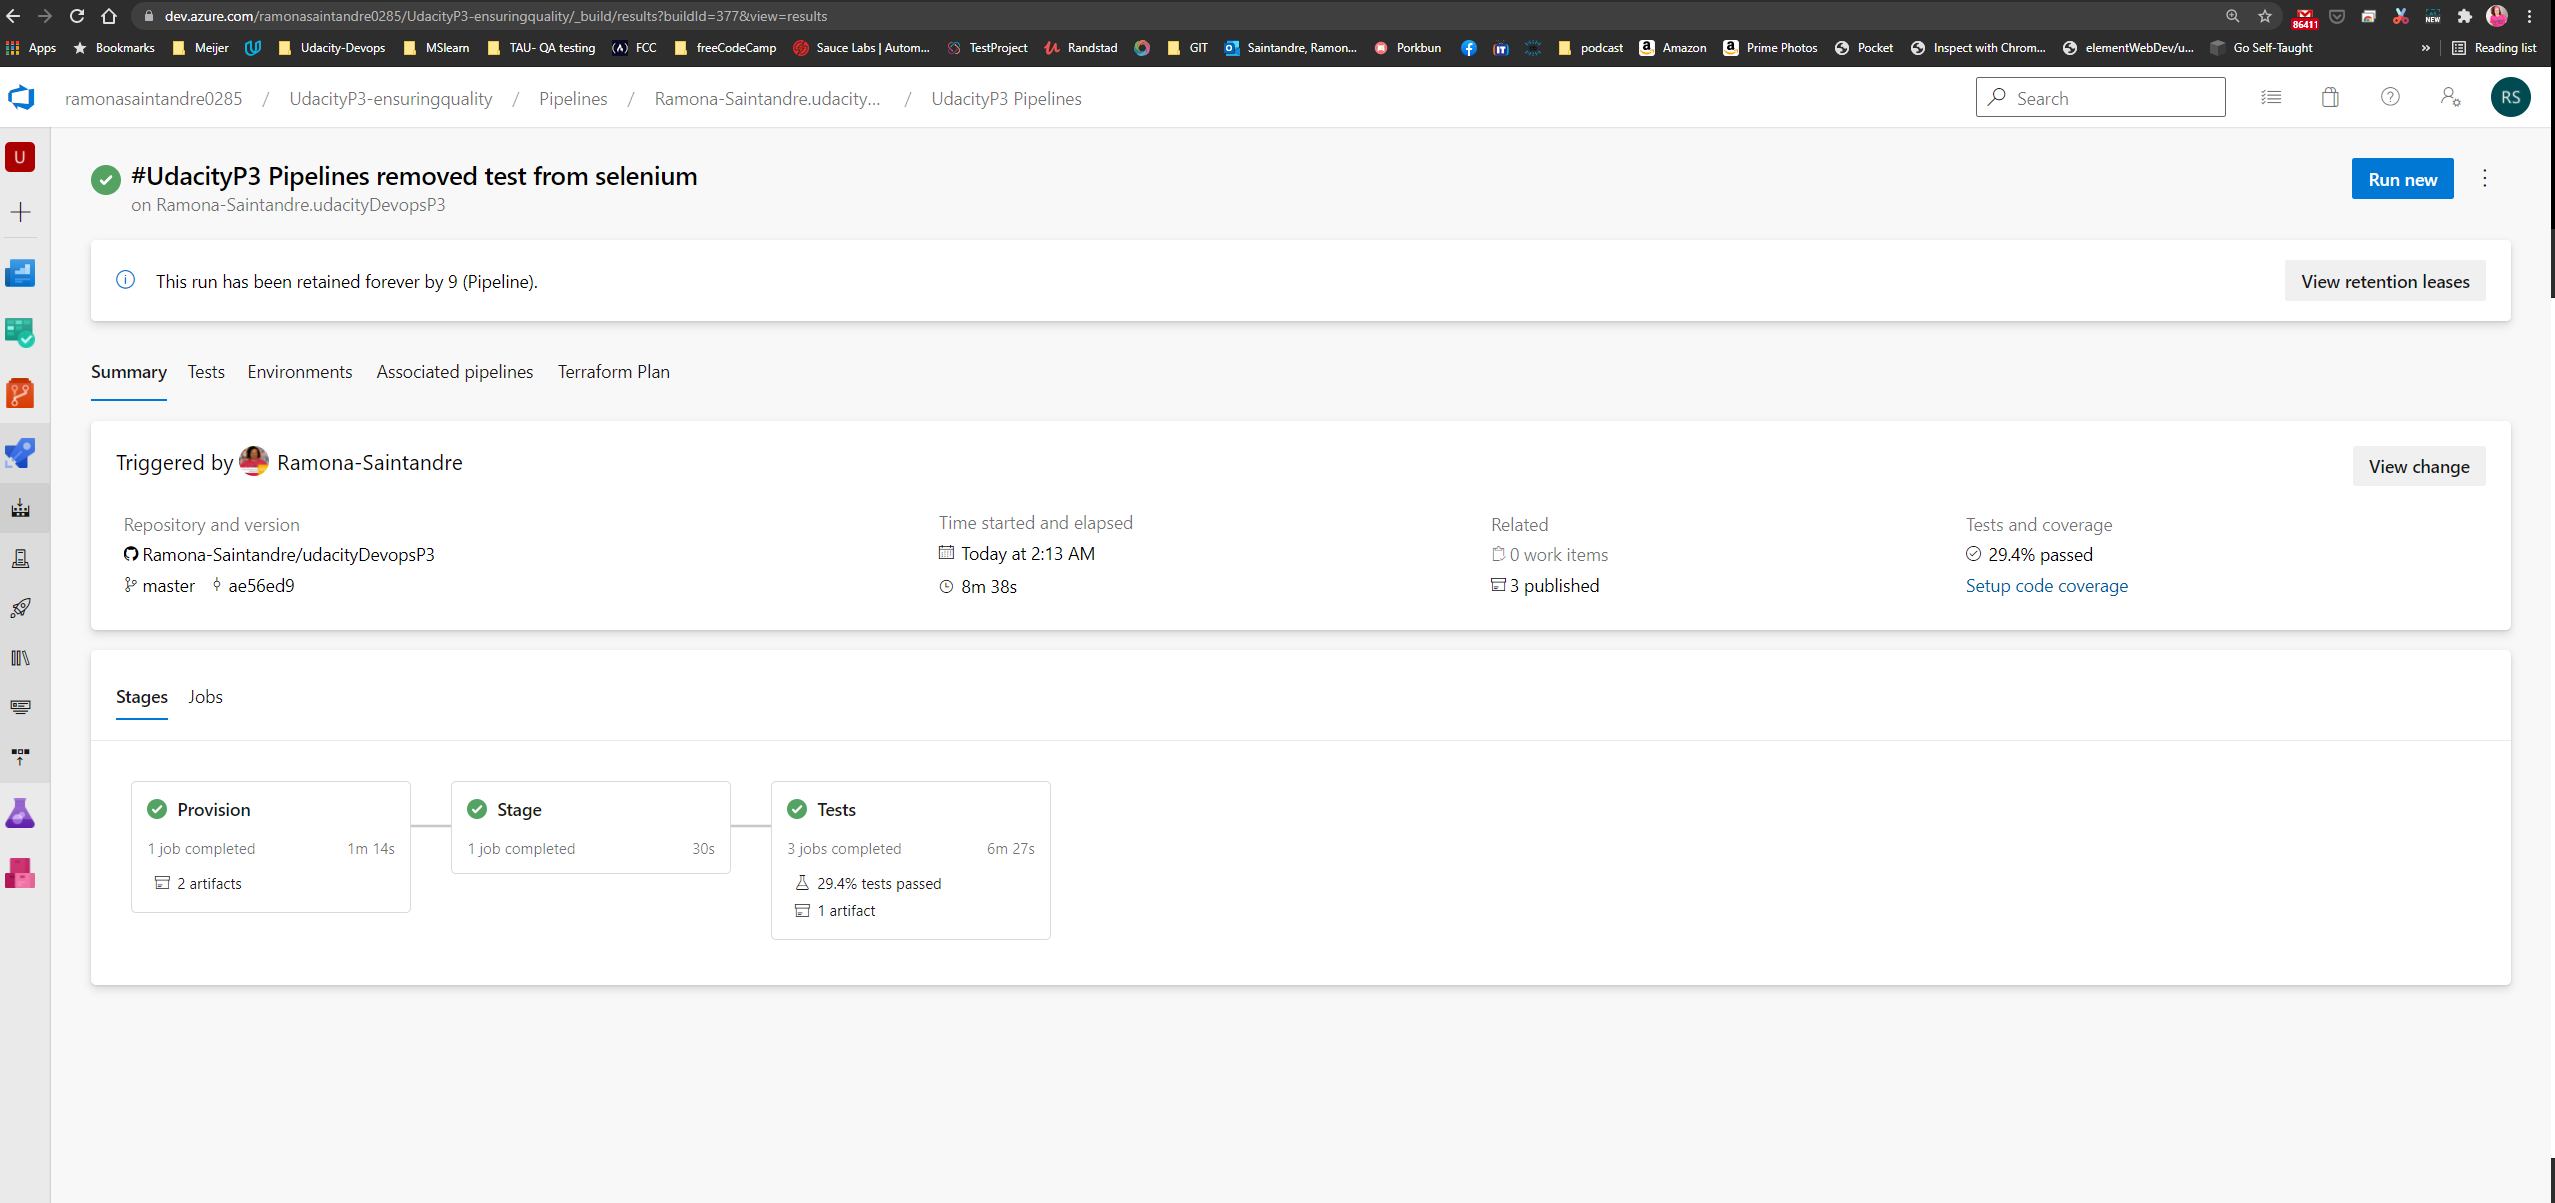 dev.azure.com/ramonasaintandre0285/UdacityP3-ensuringquality/_build/results?buildId=377&view=results
86411
NEW
Apps Bookmarks Meijer Udacity-Devops MSlearn TAU- QA testing (A) FCC freeCodeCamp Sauce Labs | Autom... TestProject Randstad GIT Saintandre, Ramon... Porkbun podcast Amazon Prime Photos Pocket Inspect with Chrom... elementWebDev/u... Go Self-Taught » Reading list
ramonasaintandre0285 / UdacityP3-ensuringquality / Pipelines / Ramona-Saintandre.udacity... / UdacityP3 Pipelines
Search
RS
U
#UdacityP3 Pipelines removed test from selenium
on Ramona-Saintandre.udacityDevopsP3
Run new
This run has been retained forever by 9 (Pipeline).
View retention leases
Summary Tests Environments Associated pipelines Terraform Plan
Triggered by Ramona-Saintandre
View change
Repository and version
Ramona-Saintandre/udacityDevopsP3
master ae56ed9
Time started and elapsed
Today at 2:13 AM
8m 38s
Related
0 work items
3 published
Tests and coverage
29.4% passed
Setup code coverage
Stages Jobs
Provision
1 job completed 1m 14s
2 artifacts
Stage
1 job completed 30s
Tests
3 jobs completed 6m 27s
29.4% tests passed
1 artifact